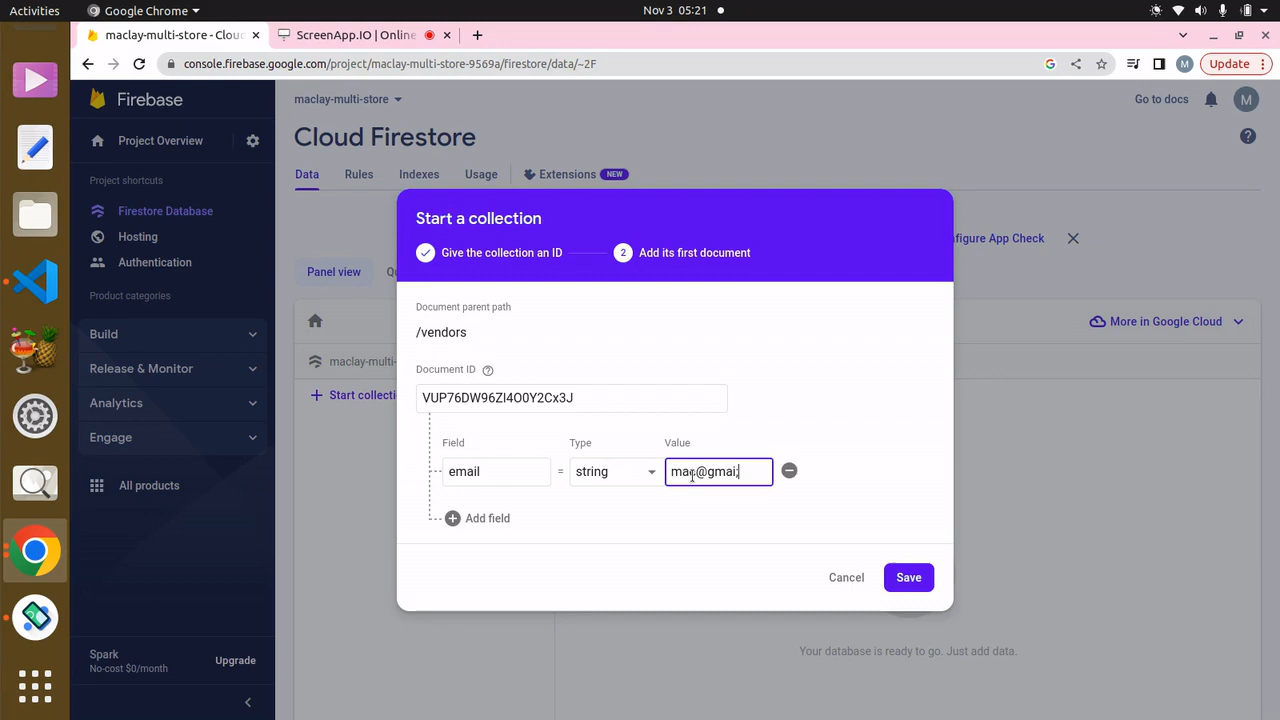 Activities
Google Chrome
Nov 3 05:21
maclay-multi-store - Cloud
ScreenApp.IO | Online
console.firebase.google.com/project/maclay-multi-store-9569a/firestore/data/~2F
M
Update
Firebase
maclay-multi-store
Go to docs
M
Project Overview
Cloud Firestore
Data
Rules
Indexes
Usage
Extensions
NEW
Project shortcuts
Firestore Database
Hosting
Authentication
Product categories
Build
Release & Monitor
Analytics
Engage
All products
Spark
No-cost $0/month
Upgrade
figure App Check
Panel view
Qu
More in Google Cloud
maclay-multi-
Start collecti
Your database is ready to go. Just add data.
Start a collection
Give the collection an ID
2
Add its first document
Document parent path
/vendors
Document ID
VUP76DW96ZI4O0Y2Cx3J
Field
Type
Value
email
=
string
mac@gmai;
Add field
Cancel
Save